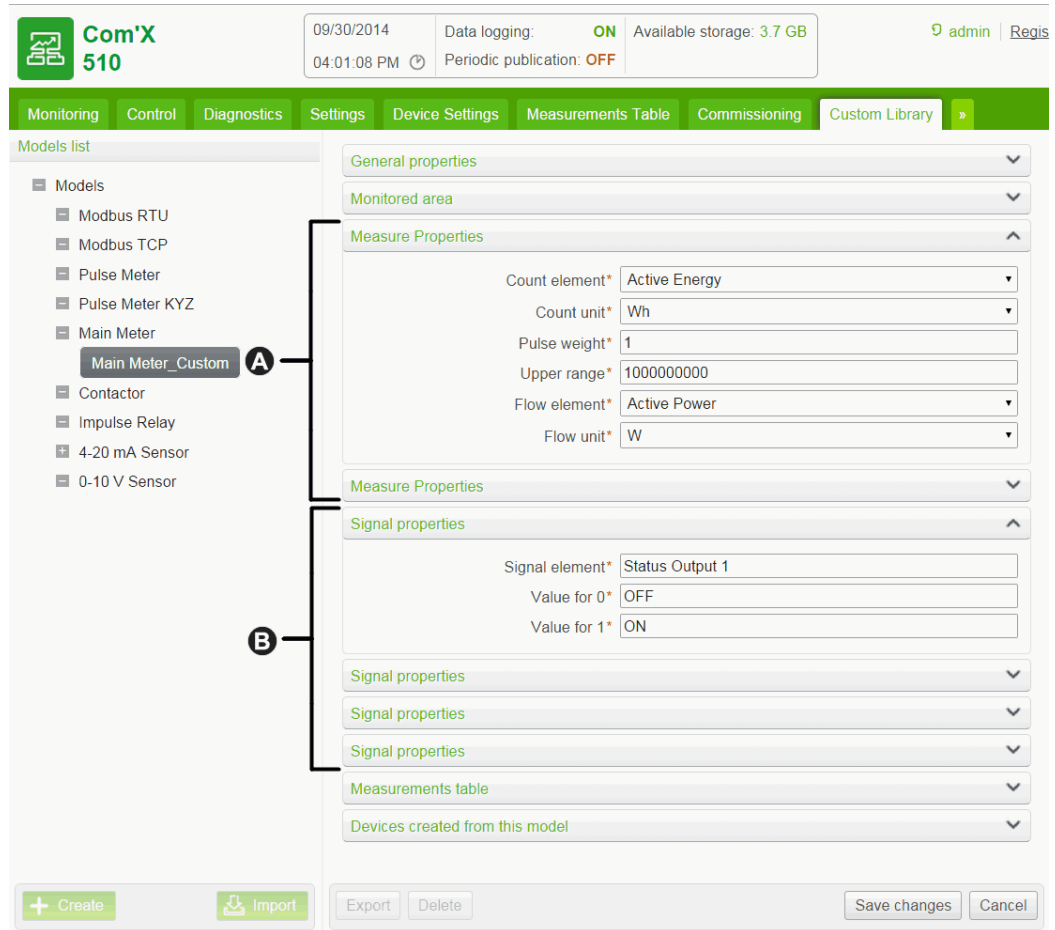 Com'X 510
09/30/2014
04:01:08 PM
Data logging: ON
Periodic publication: OFF
Available storage: 3.7 GB
admin
Regis
Monitoring
Control
Diagnostics
Settings
Device Settings
Measurements Table
Commissioning
Custom Library
»
Models list
Models
Modbus RTU
Modbus TCP
Pulse Meter
Pulse Meter KYZ
Main Meter
Main Meter_Custom
Contactor
Impulse Relay
4-20 mA Sensor
0-10 V Sensor
A
B
General properties
Monitored area
Measure Properties
Count element* Active Energy
Count unit* Wh
Pulse weight* 1
Upper range* 1000000000
Flow element* Active Power
Flow unit* W
Measure Properties
Signal properties
Signal element* Status Output 1
Value for 0* OFF
Value for 1* ON
Signal properties
Signal properties
Signal properties
Measurements table
Devices created from this model
Create
Import
Export
Delete
Save changes
Cancel